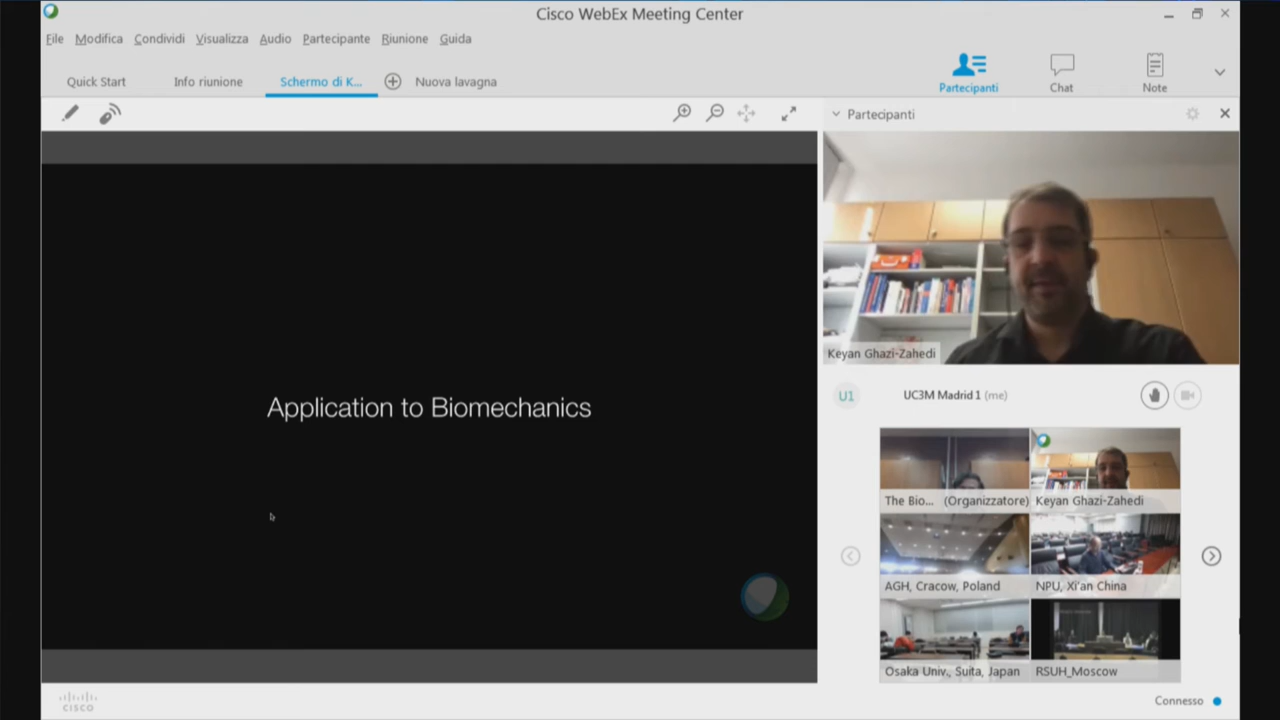 Cisco WebEx Meeting Center
File Modifica Condividi Visualizza Audio Partecipante Riunione Guida
Quick Start Info riunione Schermo di K... Nuova lavagna
Partecipanti Chat Note
Partecipanti
Application to Biomechanics
Keyan Ghazi-Zahedi
U1 UC3M Madrid 1 (me)
The Bio... (Organizzatore) Keyan Ghazi-Zahedi
AGH, Cracow, Poland NPU, Xi'an China
Osaka Univ., Suita, Japan RSUH_Moscow
CISCO
Connesso